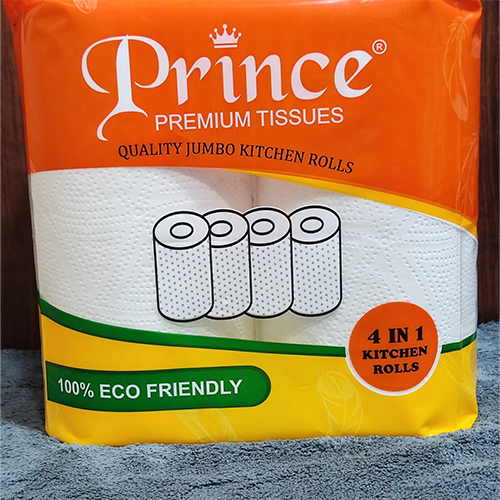 Prince®
PREMIUM TISSUES
QUALITY JUMBO KITCHEN ROLLS
4 IN 1
KITCHEN
ROLLS
100% ECO FRIENDLY